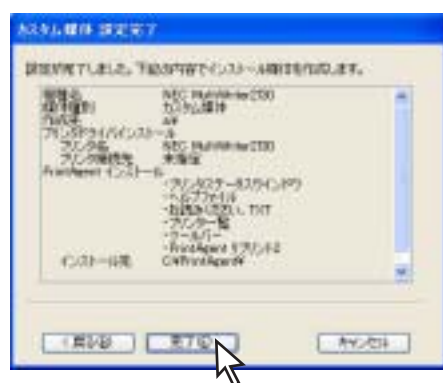 カスタム媒体 設定完了
設定が完了しました。下記の内容でインストール媒体を作成します。
機種名 NEC MultiWriter2130
媒体種別 カスタム媒体
作成先
プリンタドライバインストール
プリンタ名 NEC MultiWriter2130
プリンタ接続先 未指定
PrintAgent インストール
・プリンタステータスウィンドウ
・ヘルプファイル
・お読みください.TXT
・プリンター覧
・ツールバー
・PrintAgent リプリント2
インストール先 C:¥PrintAgent¥
< 戻る(B)
完了
キャンセル